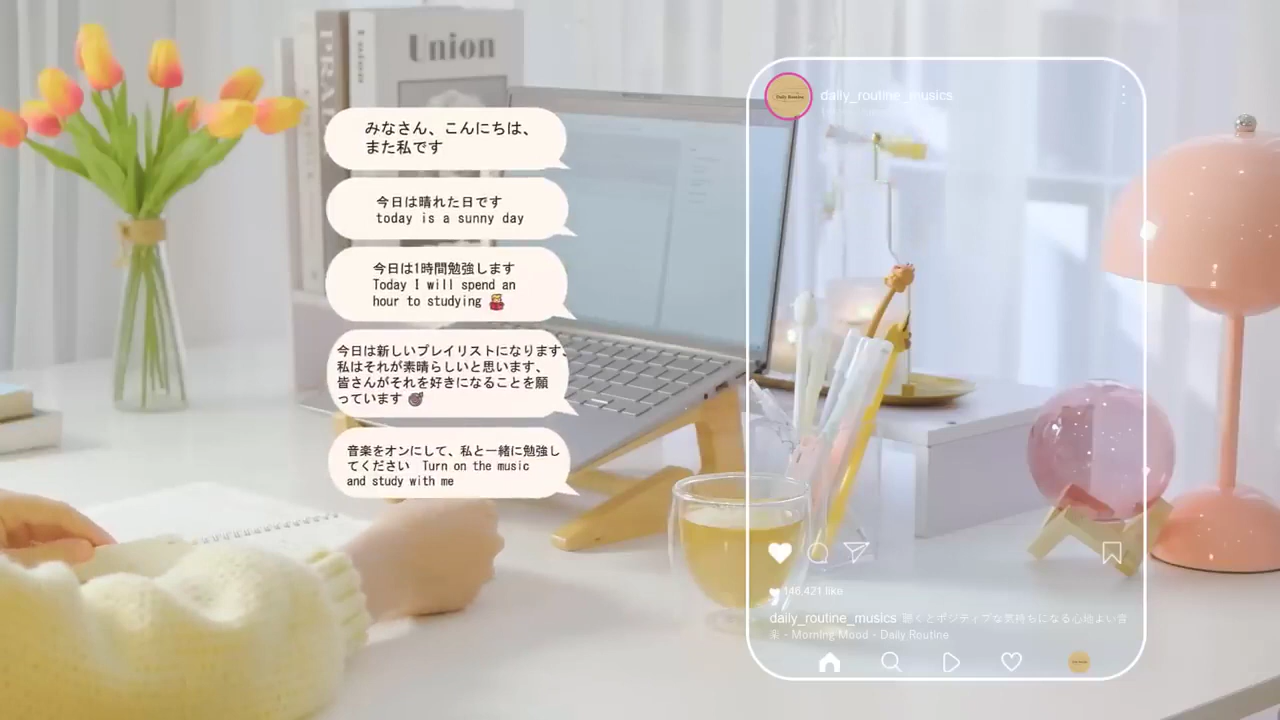 Union
みなさん、こんにちは、
また私です
今日は晴れた日です
today is a sunny day
今日は1時間勉強します
Today I will spend an
hour to studying
今日は新しいプレイリストになります、
私はそれが素晴らしいと思います、
皆さんがそれを好きになることを願
っています
音楽をオンにして、私と一緒に勉強し
てください Turn on the music
and study with me
daily_routine_musics
Daily Routine
146,421 like
daily_routine_musics 聴くとポジティブな気持ちになる心地よい音
楽 - Morning Mood - Daily Routine